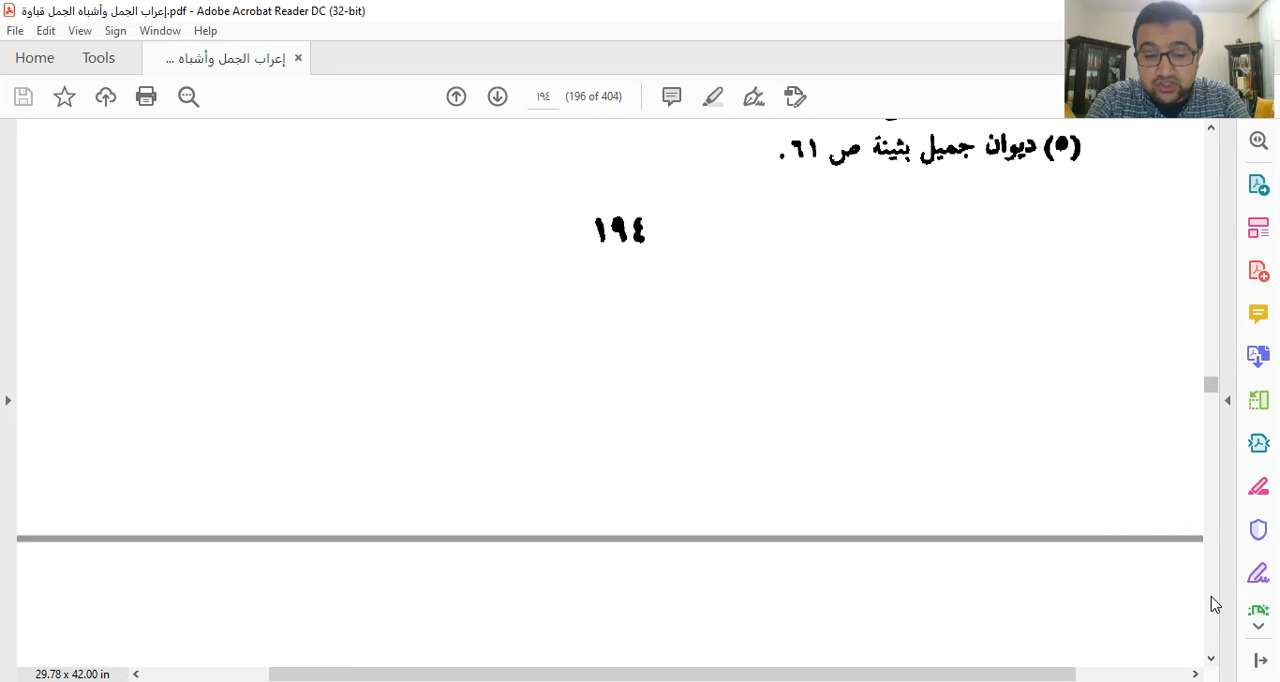 إعراب الجمل وأشباه الجمل قباوة.pdf - Adobe Acrobat Reader DC (32-bit)
File Edit View Sign Window Help
Home Tools إعراب الجمل وأشباه ... ×
١٩٤ (196 of 404)
(٥) ديوان جميل بثينة ص ٦١.
١٩٤
29.78 x 42.00 in